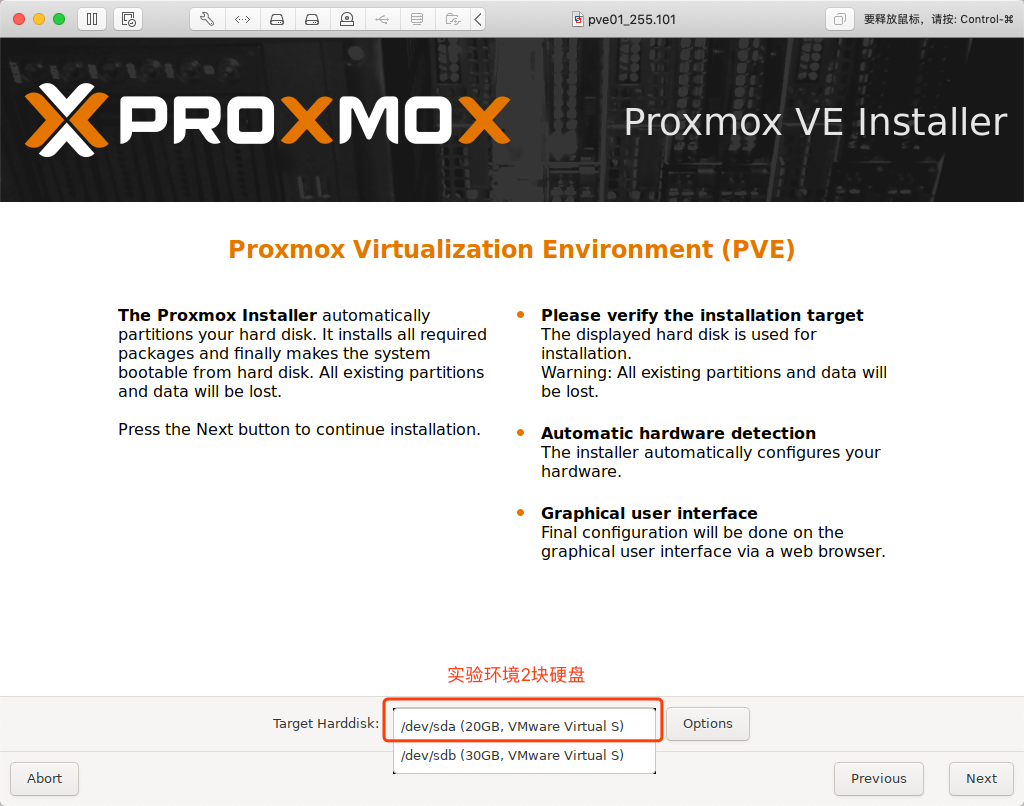 pve01_255.101
要释放鼠标，请按: Control-⌘
PROXMOX
Proxmox VE Installer
Proxmox Virtualization Environment (PVE)
The Proxmox Installer automatically
partitions your hard disk. It installs all required
packages and finally makes the system
bootable from hard disk. All existing partitions
and data will be lost.
Press the Next button to continue installation.
Please verify the installation target
The displayed hard disk is used for
installation.
Warning: All existing partitions and data will
be lost.
Automatic hardware detection
The installer automatically configures your
hardware.
Graphical user interface
Final configuration will be done on the
graphical user interface via a web browser.
实验环境2块硬盘
Target Harddisk:
/dev/sda (20GB, VMware Virtual S)
Options
/dev/sdb (30GB, VMware Virtual S)
Abort
Previous
Next